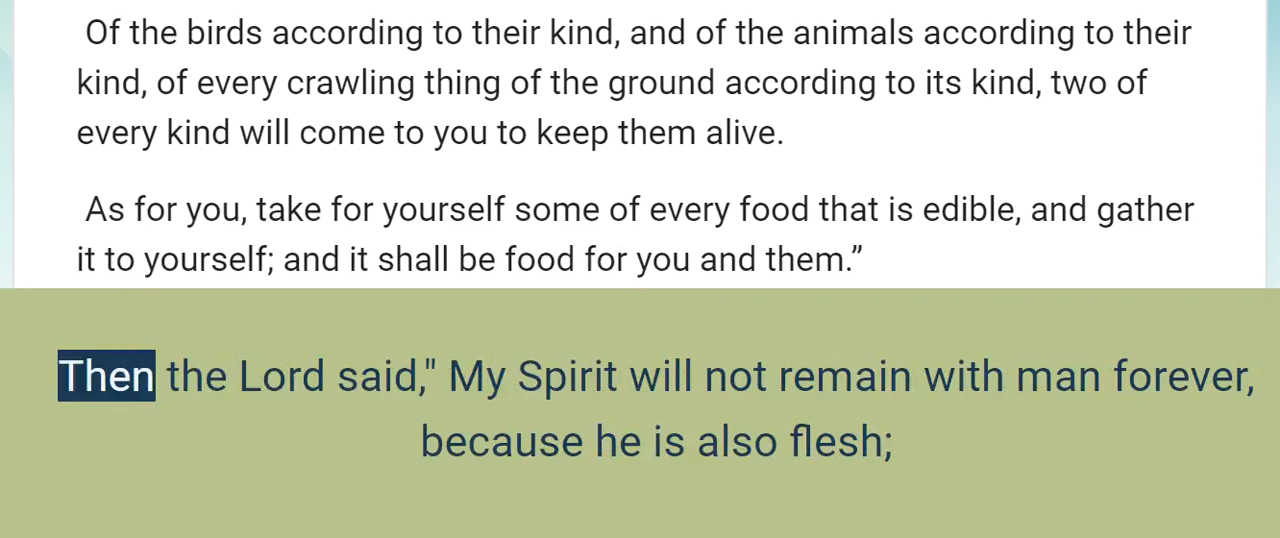 Of the birds according to their kind, and of the animals according to their
kind, of every crawling thing of the ground according to its kind, two of
every kind will come to you to keep them alive.
As for you, take for yourself some of every food that is edible, and gather
it to yourself; and it shall be food for you and them.”
Then the Lord said," My Spirit will not remain with man forever,
because he is also flesh;